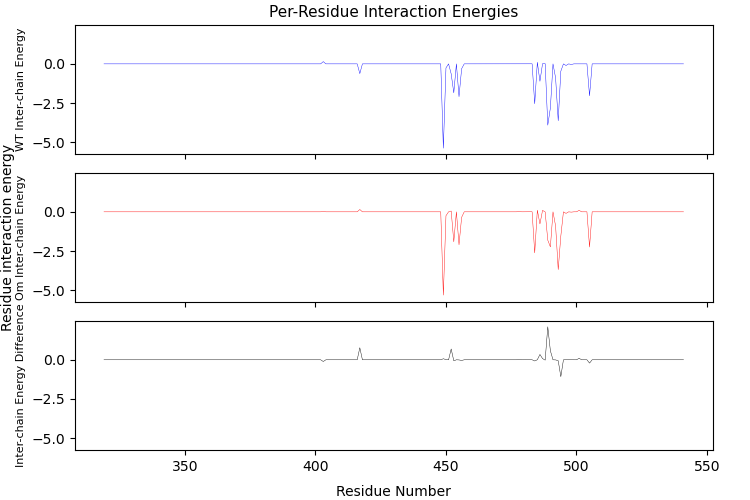 Per-Residue Interaction Energies
WT Inter-chain Energy
0.0
−2.5
−5.0
Residue interaction energy
Om Inter-chain Energy
0.0
−2.5
−5.0
Inter-chain Energy Difference
0.0
−2.5
−5.0
350 400 450 500 550
Residue Number